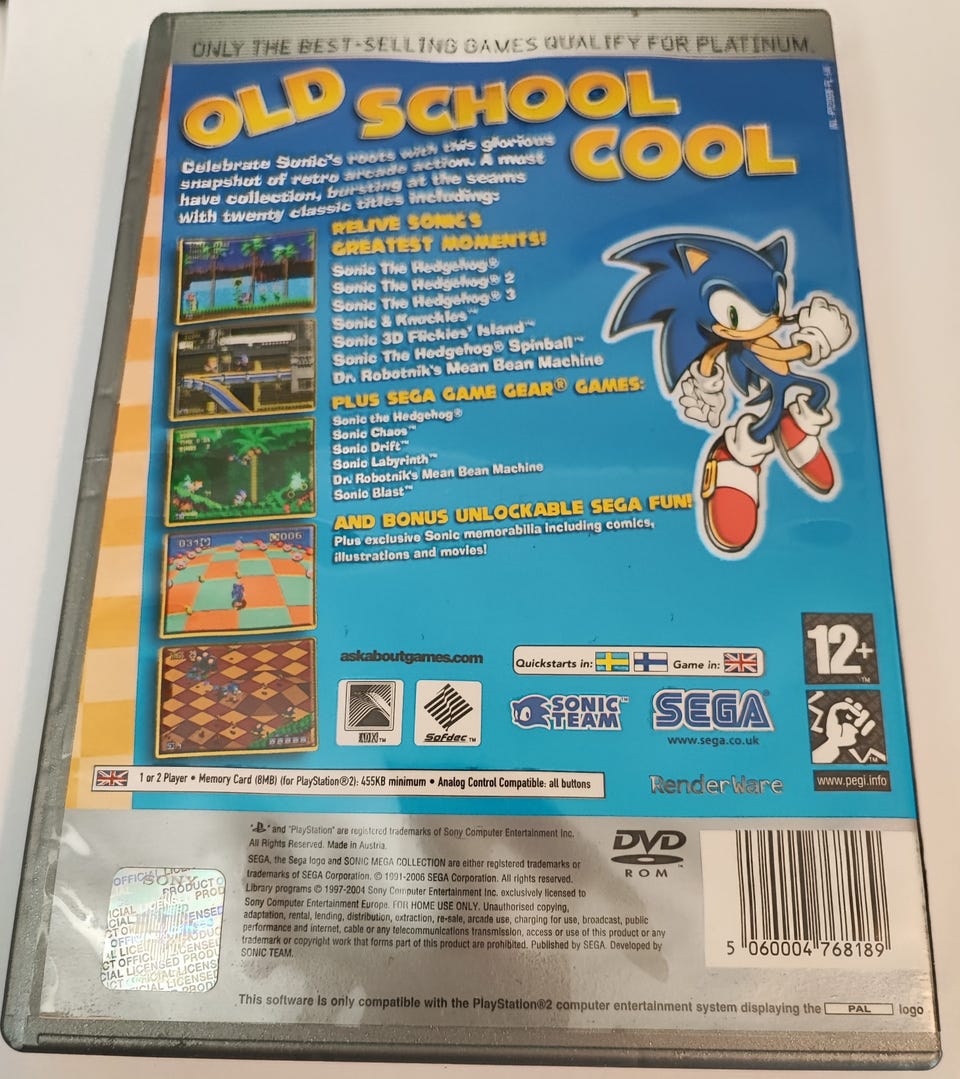 ONLY THE BEST-SELLING GAMES QUALIFY FOR PLATINUM.
OLD SCHOOL
COOL
Celebrate Sonic's roots with this glorious
snapshot of retro arcade action. A must
have collection, bursting at the seams
with twenty classic titles including:
RELIVE SONIC'S
GREATEST MOMENTS!
Sonic The Hedgehog®
Sonic The Hedgehog® 2
Sonic The Hedgehog® 3
Sonic & Knuckles™
Sonic 3D Flickies' Island™
Sonic The Hedgehog® Spinball™
Dr. Robotnik's Mean Bean Machine
PLUS SEGA GAME GEAR® GAMES:
Sonic the Hedgehog®
Sonic Chaos™
Sonic Drift™
Sonic Labyrinth™
Dr. Robotnik's Mean Bean Machine
Sonic Blast™
AND BONUS UNLOCKABLE SEGA FUN!
Plus exclusive Sonic memorabilia including comics,
illustrations and movies!
askaboutgames.com
Quickstarts in: Game in:
12+™
ADX™
Sofdec™
SONIC TEAM™
SEGA®
www.sega.co.uk
www.pegi.info
1 or 2 Player • Memory Card (8MB) (for PlayStation®2): 455KB minimum • Analog Control Compatible: all buttons
RenderWare
" " and "PlayStation" are registered trademarks of Sony Computer Entertainment Inc.
All Rights Reserved. Made in Austria.
SEGA, the Sega logo and SONIC MEGA COLLECTION are either registered trademarks or
trademarks of SEGA Corporation. © 1991-2006 SEGA Corporation. All rights reserved.
Library programs © 1997-2004 Sony Computer Entertainment Inc. exclusively licensed to
Sony Computer Entertainment Europe. FOR HOME USE ONLY. Unauthorised copying,
adaptation, rental, lending, distribution, extraction, re-sale, arcade use, charging for use, broadcast, public
performance and internet, cable or any telecommunications transmission, access or use of this product or any
trademark or copyright work that forms part of this product are prohibited. Published by SEGA. Developed by
SONIC TEAM.
DVD™
ROM
5 060004 768189
SONY
OFFICIAL LICENSED PRODUCT
This software is only compatible with the PlayStation®2 computer entertainment system displaying the PAL logo